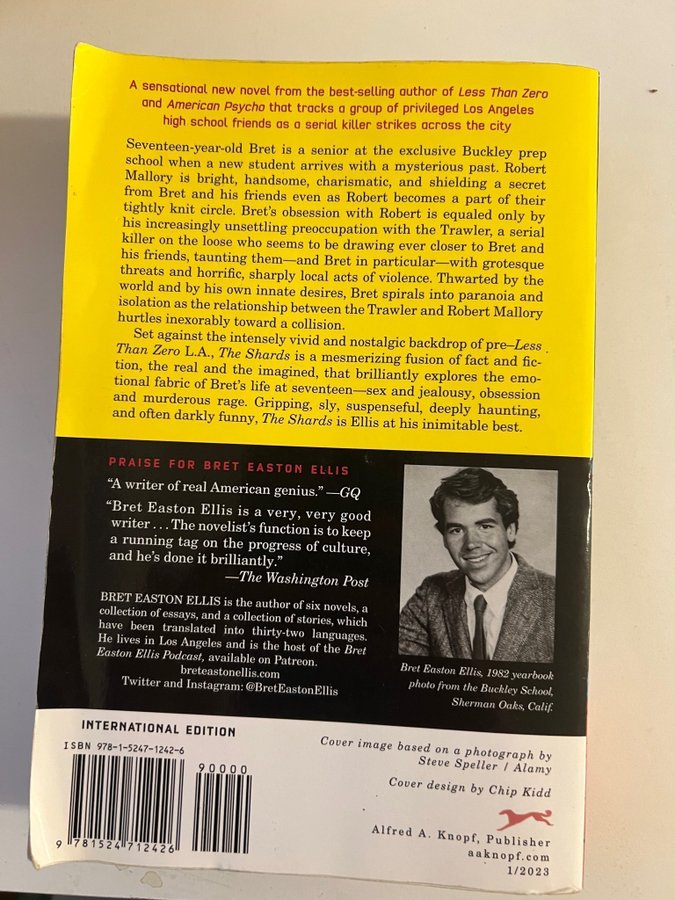 A sensational new novel from the best-selling author of Less Than Zero
and American Psycho that tracks a group of privileged Los Angeles
high school friends as a serial killer strikes across the city
Seventeen-year-old Bret is a senior at the exclusive Buckley prep
school when a new student arrives with a mysterious past. Robert
Mallory is bright, handsome, charismatic, and shielding a secret
from Bret and his friends even as Robert becomes a part of their
tightly knit circle. Bret's obsession with Robert is equaled only by
his increasingly unsettling preoccupation with the Trawler, a serial
killer on the loose who seems to be drawing ever closer to Bret and
his friends, taunting them—and Bret in particular—with grotesque
threats and horrific, sharply local acts of violence. Thwarted by the
world and by his own innate desires, Bret spirals into paranoia and
isolation as the relationship between the Trawler and Robert Mallory
hurtles inexorably toward a collision.
Set against the intensely vivid and nostalgic backdrop of pre–Less
Than Zero L.A., The Shards is a mesmerizing fusion of fact and fic-
tion, the real and the imagined, that brilliantly explores the emo-
tional fabric of Bret's life at seventeen—sex and jealousy, obsession
and murderous rage. Gripping, sly, suspenseful, deeply haunting,
and often darkly funny, The Shards is Ellis at his inimitable best.
PRAISE FOR BRET EASTON ELLIS
"A writer of real American genius." —GQ
"Bret Easton Ellis is a very, very good
writer . . . The novelist's function is to keep
a running tag on the progress of culture,
and he's done it brilliantly."
—The Washington Post
BRET EASTON ELLIS is the author of six novels, a
collection of essays, and a collection of stories, which
have been translated into thirty-two languages.
He lives in Los Angeles and is the host of the Bret
Easton Ellis Podcast, available on Patreon.
breteastonellis.com
Twitter and Instagram: @BretEastonEllis
Bret Easton Ellis, 1982 yearbook
photo from the Buckley School,
Sherman Oaks, Calif.
INTERNATIONAL EDITION
ISBN 978-1-5247-1242-6
90000
9 781524 712426
Cover image based on a photograph by
Steve Speller / Alamy
Cover design by Chip Kidd
Alfred A. Knopf, Publisher
aaknopf.com
1/2023